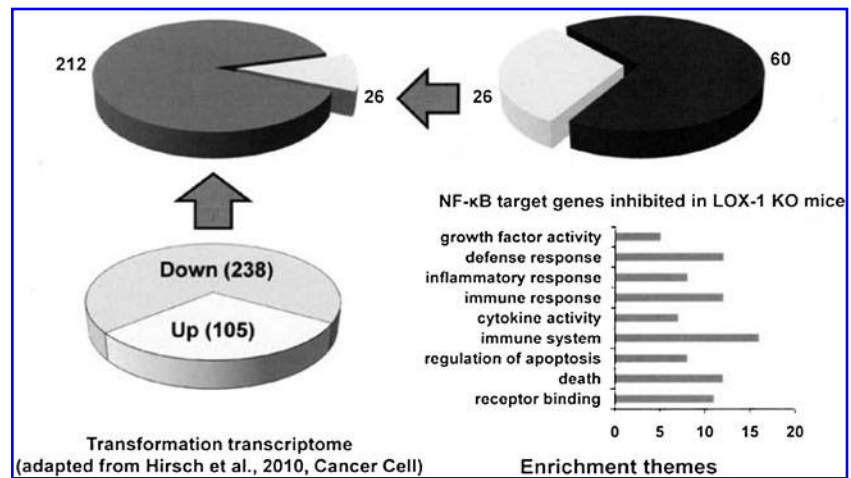 212
26
26
60
NF-κB target genes inhibited in LOX-1 KO mice
Down (238)
Up (105)
Transformation transcriptome
(adapted from Hirsch et al., 2010, Cancer Cell)
growth factor activity
defense response
inflammatory response
immune response
cytokine activity
immune system
regulation of apoptosis
death
receptor binding
0 5 10 15 20
Enrichment themes